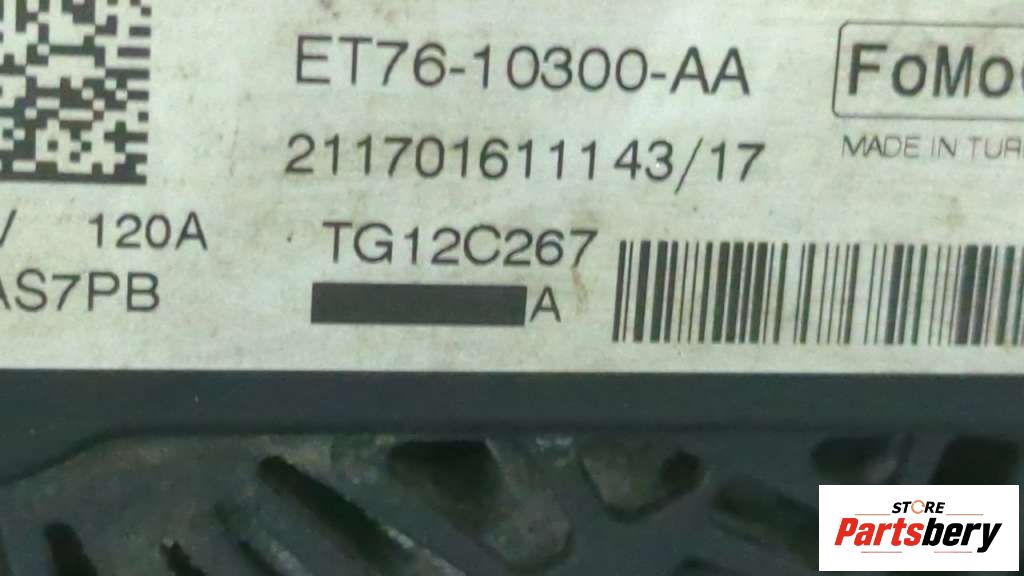 ET76-10300-AA
FoMo
211701611143/17
MADE IN TUR
120A
TG12C267
AS7PB
A
STORE
Partsbery